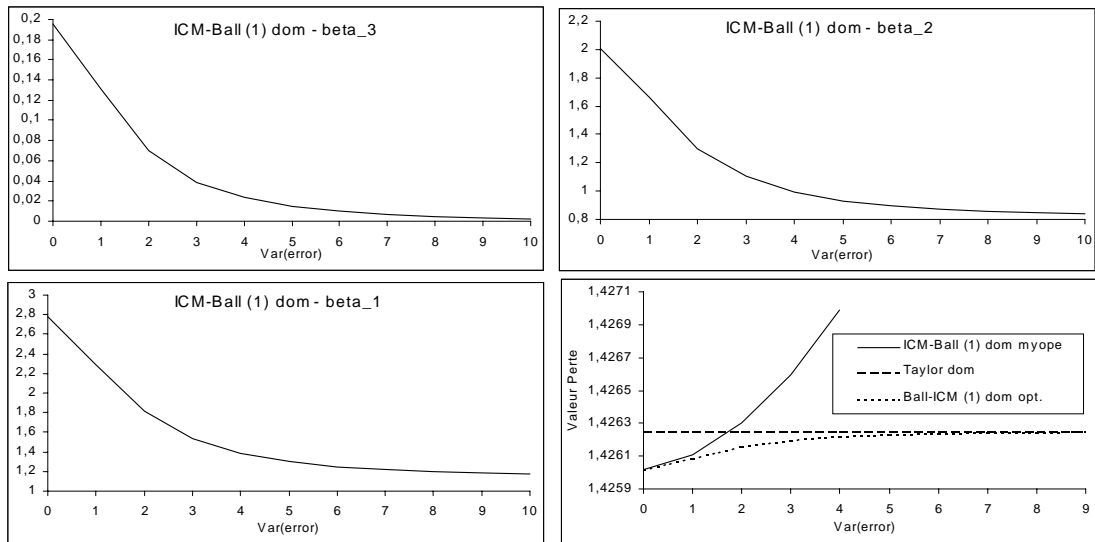 ICM-Ball (1) dom - beta_3
0,2
0,18
0,16
0,14
0,12
0,1
0,08
0,06
0,04
0,02
0
0 1 2 3 4 5 6 7 8 9 10
Var(error)
ICM-Ball (1) dom - beta_2
2,2
2
1,8
1,6
1,4
1,2
1
0,8
0 1 2 3 4 5 6 7 8 9 10
Var(error)
ICM-Ball (1) dom - beta_1
3
2,8
2,6
2,4
2,2
2
1,8
1,6
1,4
1,2
1
0 1 2 3 4 5 6 7 8 9 10
Var(error)
Valeur Perte
1,4271
1,4269
1,4267
1,4265
1,4263
1,4261
1,4259
ICM-Ball (1) dom myope
Taylor dom
Ball-ICM (1) dom opt.
0 1 2 3 4 5 6 7 8 9
Var(error)